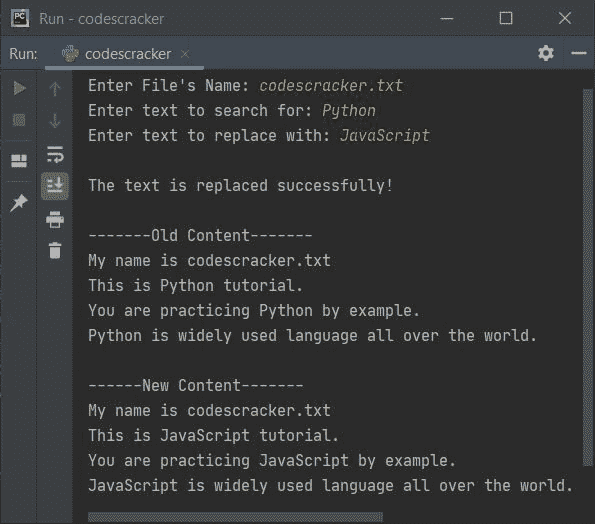 PC
Run - codescracker
Run: codescracker
Enter File's Name: codescracker.txt
Enter text to search for: Python
Enter text to replace with: JavaScript
The text is replaced successfully!
-------Old Content-------
My name is codescracker.txt
This is Python tutorial.
You are practicing Python by example.
Python is widely used language all over the world.
------New Content-------
My name is codescracker.txt
This is JavaScript tutorial.
You are practicing JavaScript by example.
JavaScript is widely used language all over the world.